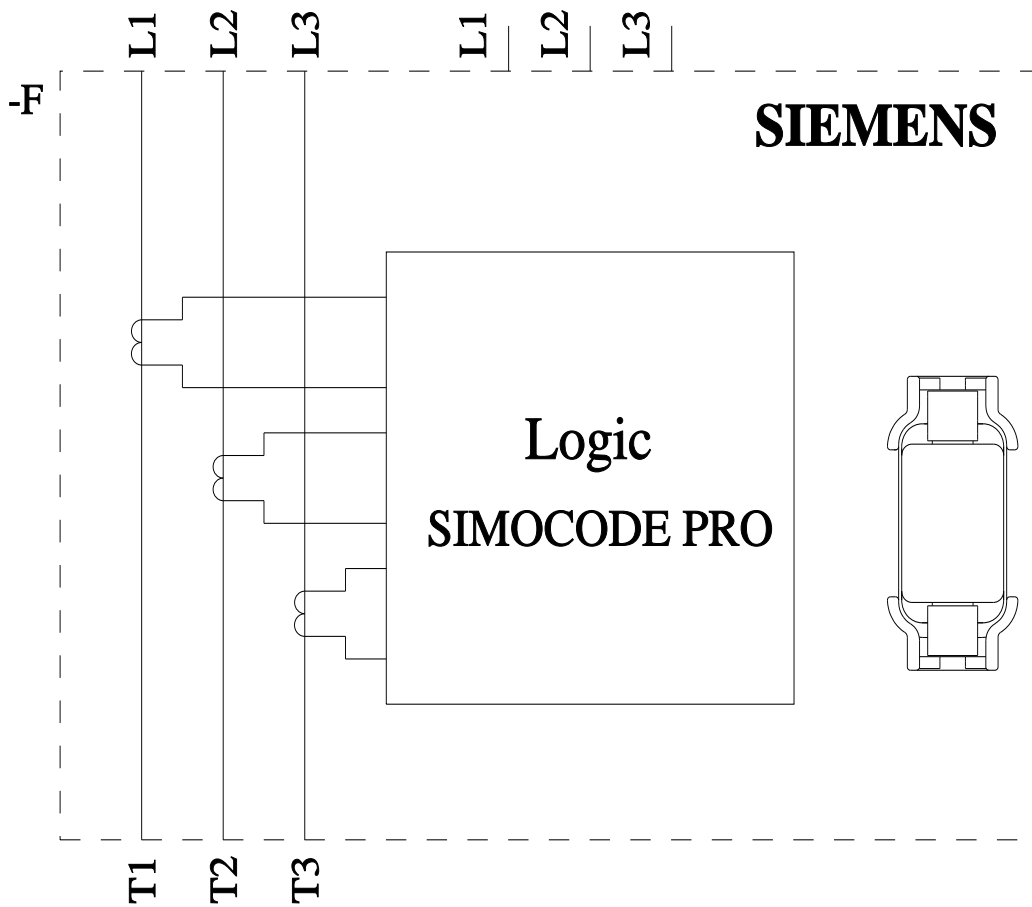 L1 L2 L3 L1 L2 L3
-F
SIEMENS
Logic
SIMOCODE PRO
T1 T2 T3